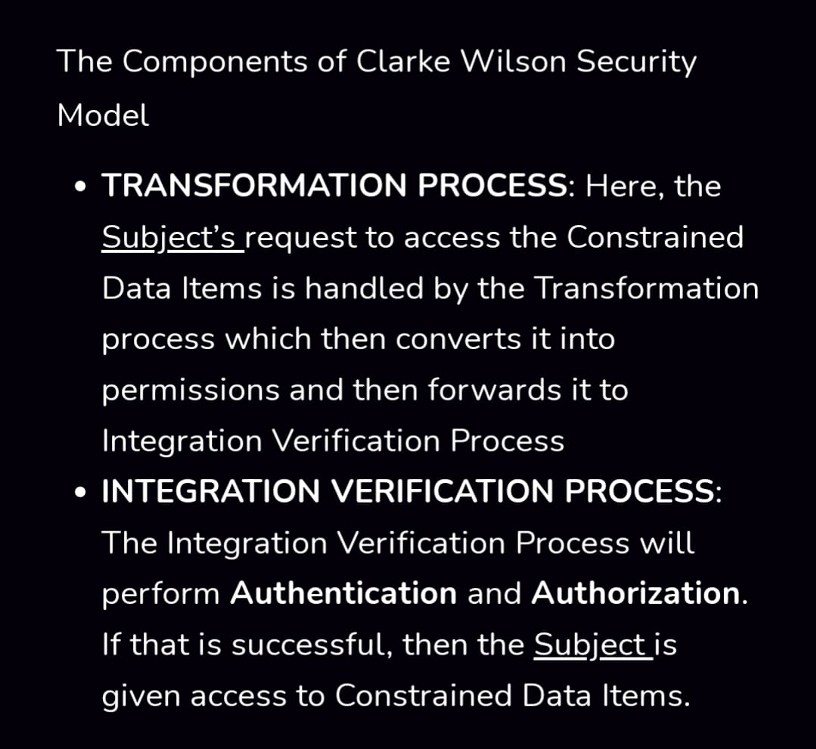 The Components of Clarke Wilson Security
Model
• TRANSFORMATION PROCESS: Here, the
Subject’s request to access the Constrained
Data Items is handled by the Transformation
process which then converts it into
permissions and then forwards it to
Integration Verification Process
• INTEGRATION VERIFICATION PROCESS:
The Integration Verification Process will
perform Authentication and Authorization.
If that is successful, then the Subject is
given access to Constrained Data Items.